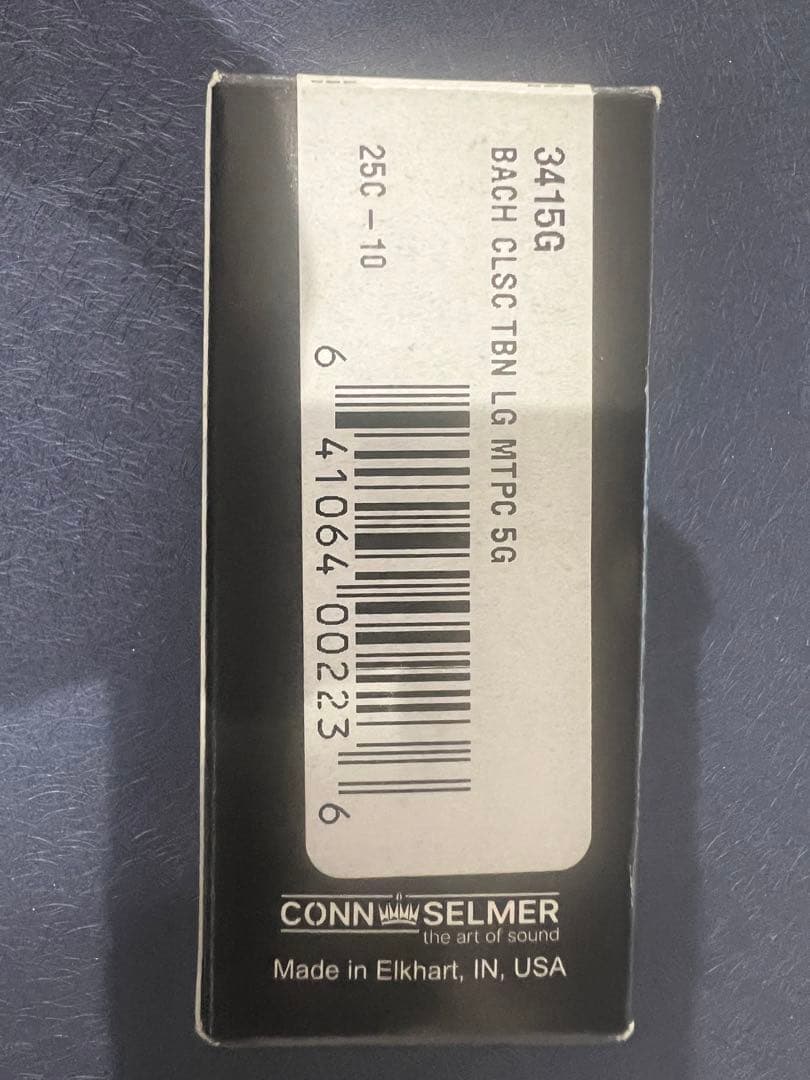 3415G
BACH CLSC TBN LG MTPC 5G
25C - 10
6 41064 00223 6
CONN SELMER
the art of sound
Made in Elkhart, IN, USA